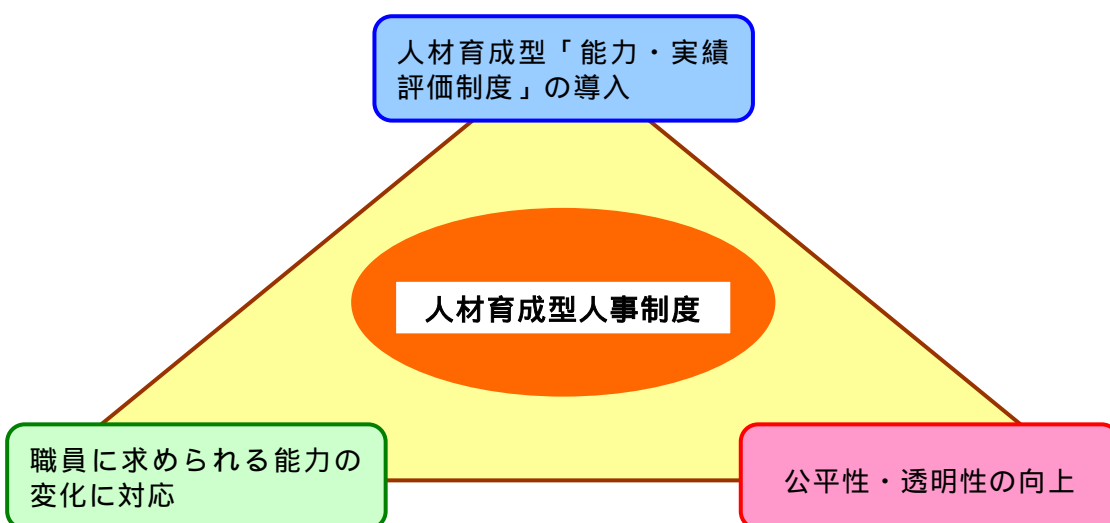 人材育成型「能力・実績
評価制度」の導入
人材育成型人事制度
職員に求められる能力の
変化に対応
公平性・透明性の向上